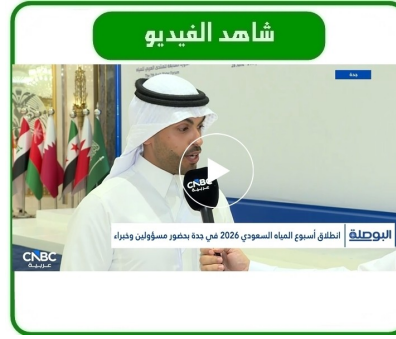 شاهد الفيديو
جدة
CNBC
عربية
البوصلة
انطلاق أسبوع المياه السعودي 2026 في جدة بحضور مسؤولين وخبراء
CNBC
عربية